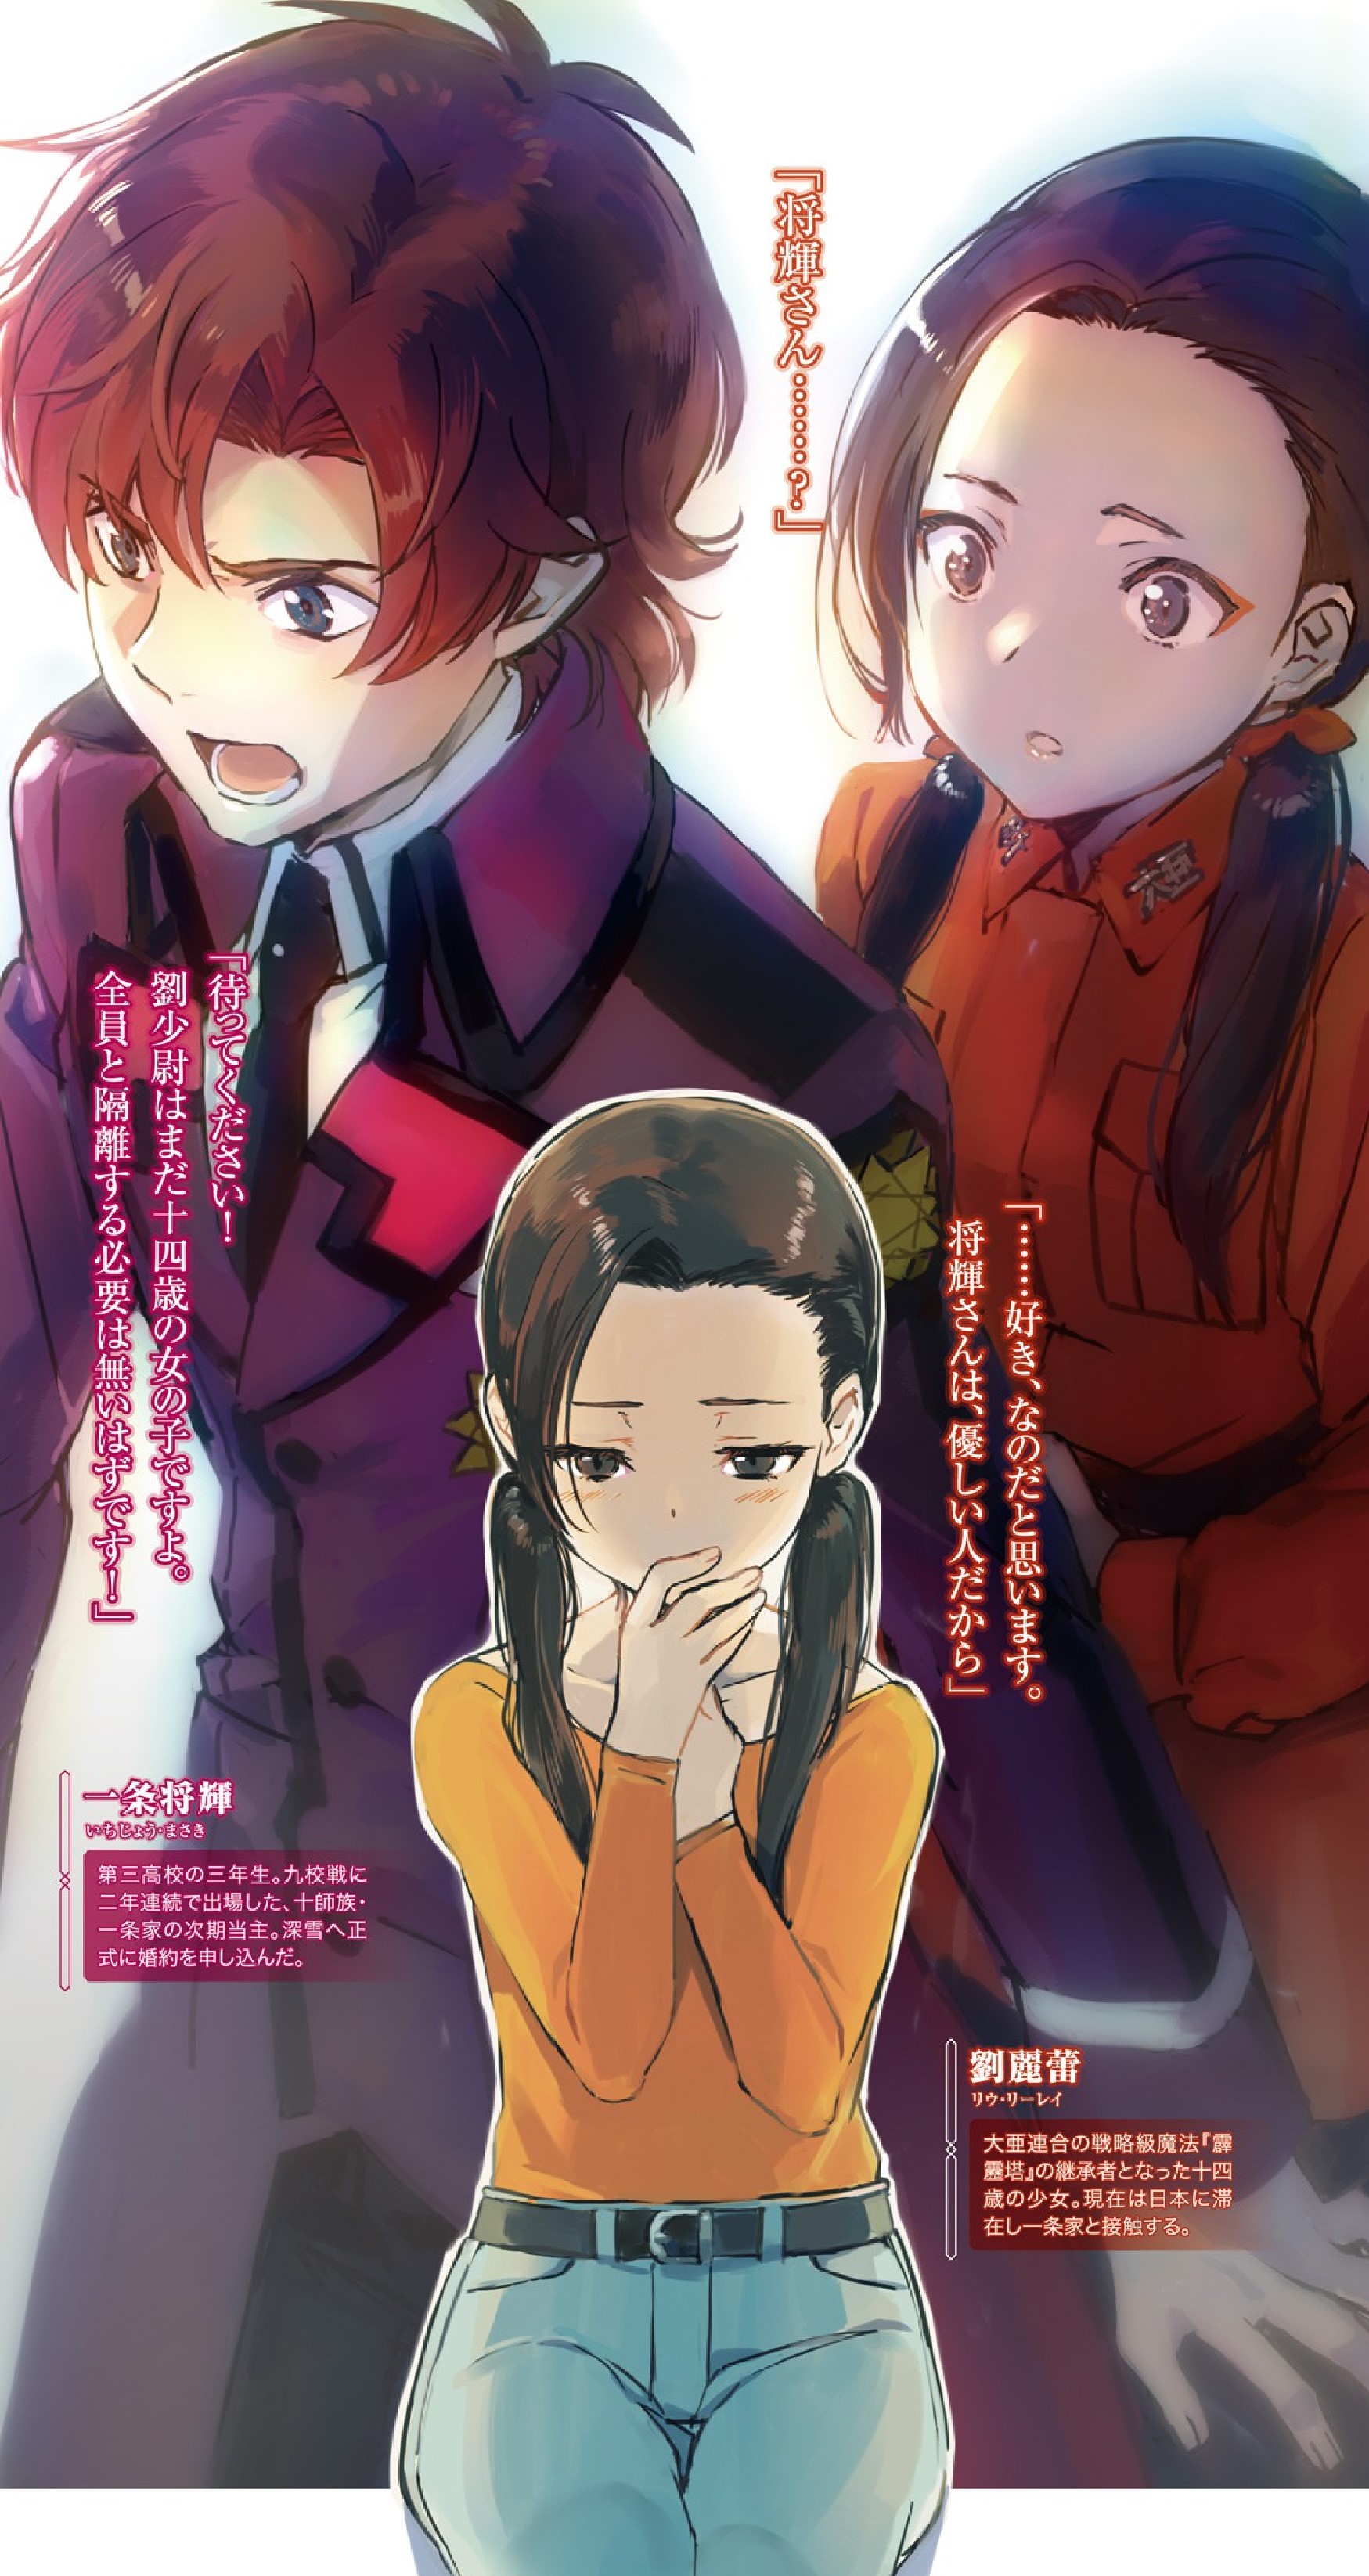 『将輝さん……？』
「待ってください！
劉少尉はまだ十四歳の女の子ですよ。
全員と隔離する必要は無いはずです！」
「……好き、なのだと思います。
将輝さんは、優しい人だから」
一条将輝
いちじょう・まさき
第三高校の三年生。九校戦に
二年連続で出場した、十師族・
一条家の次期当主。深雪へ正
式に婚約を申し込んだ。
劉麗蕾
リウ・リーレイ
大亜連合の戦略級魔法『霹
靂塔』の継承者となった十四
歳の少女。現在は日本に滞
在し一条家と接触する。
大亜